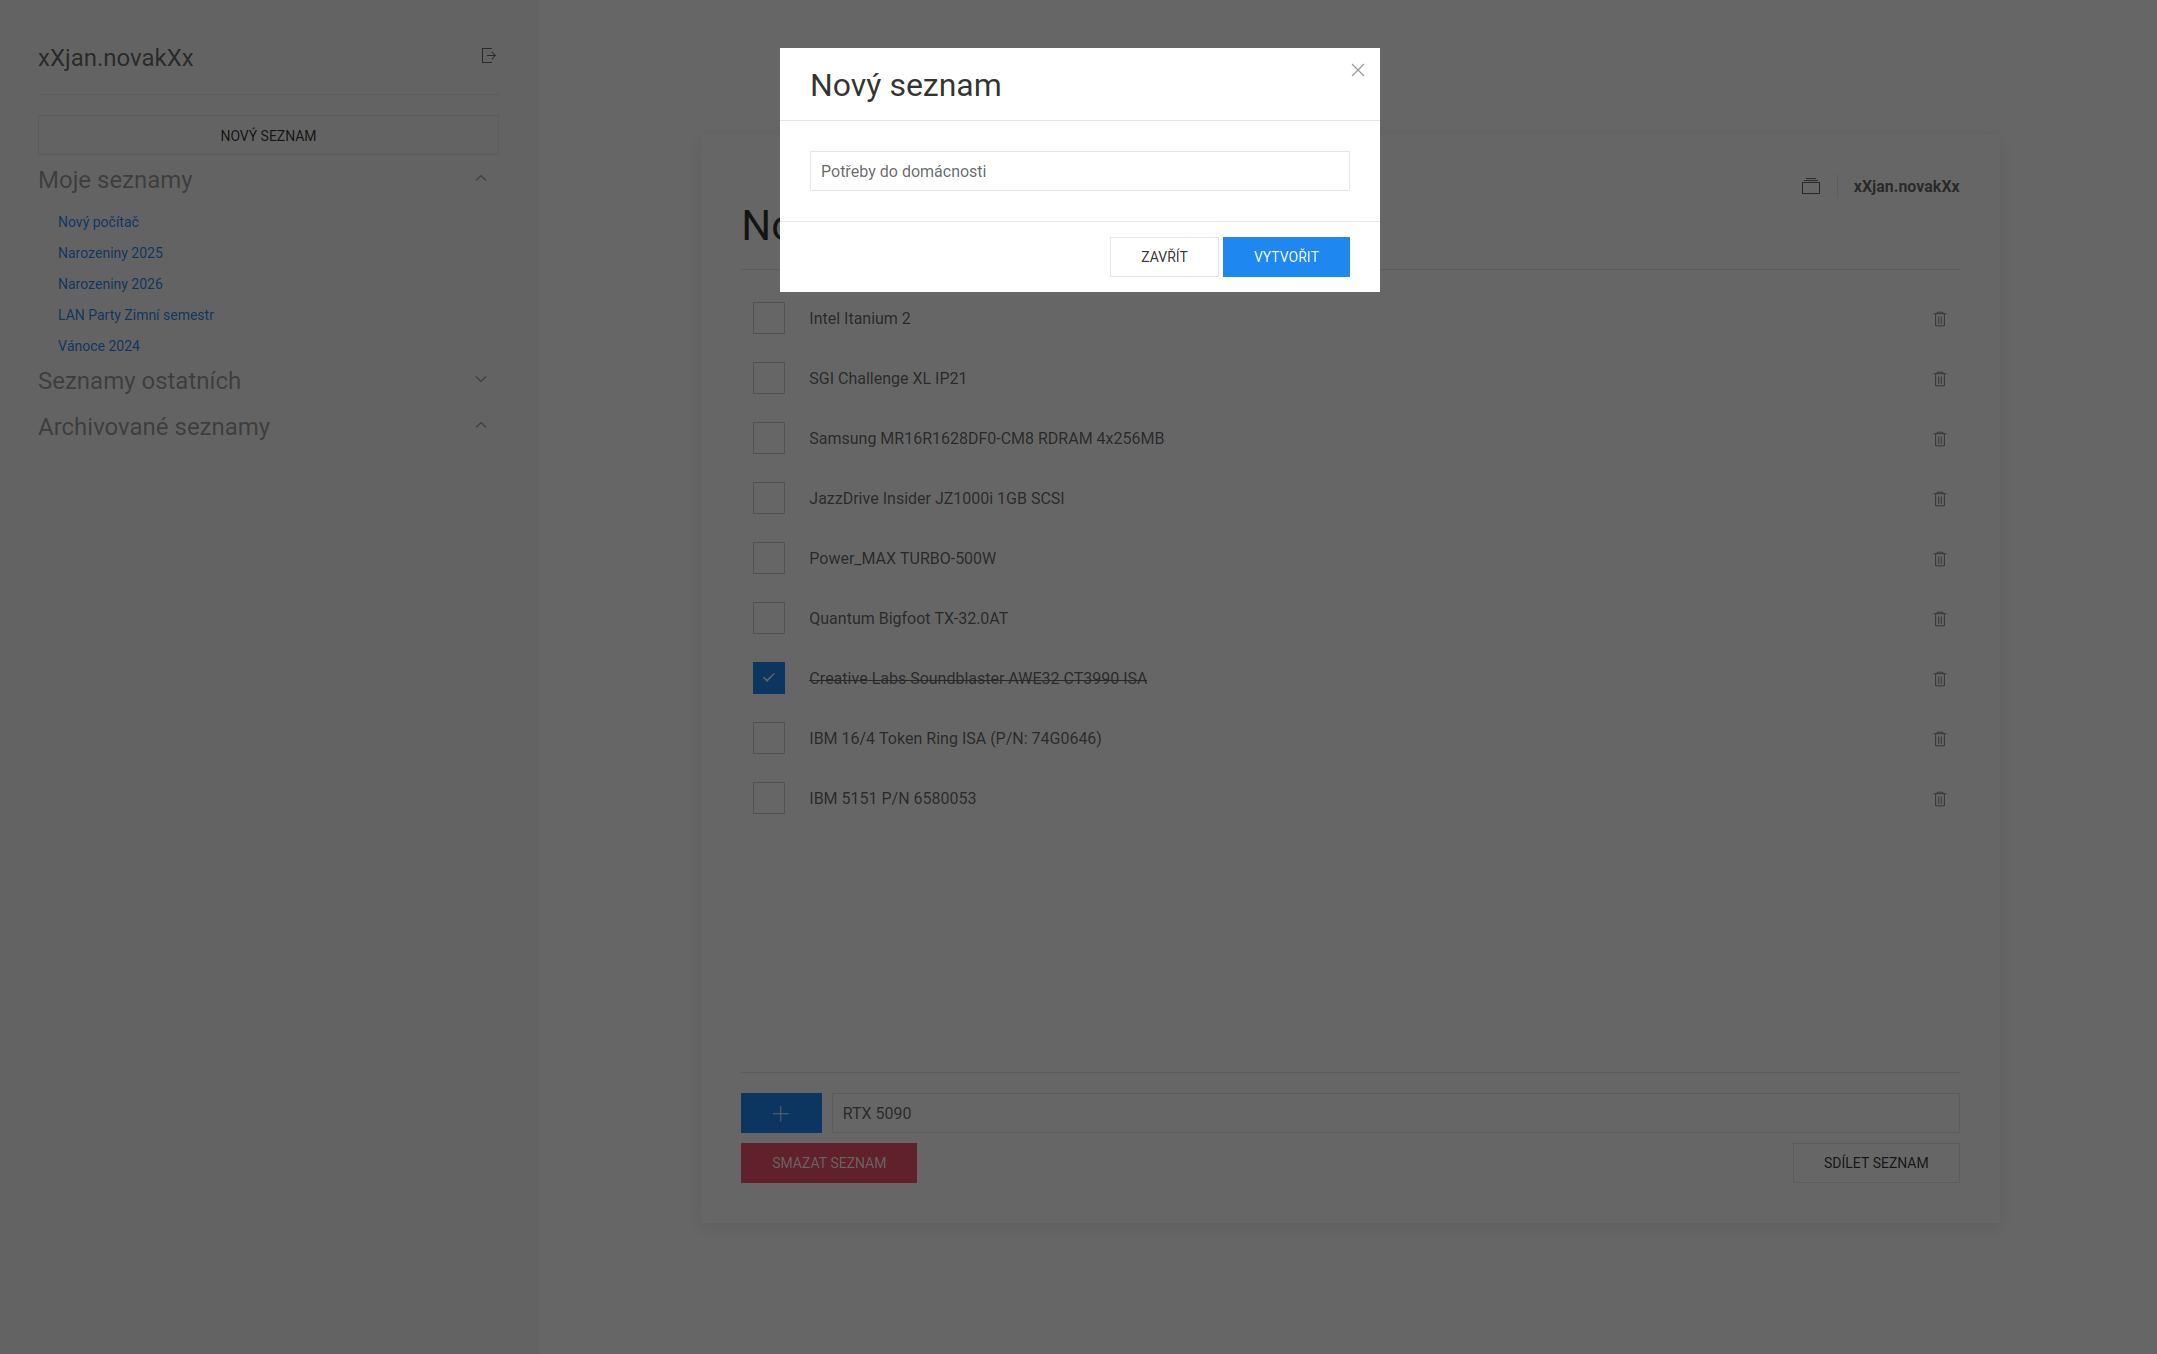 xXjan.novakXx
NOVÝ SEZNAM
Moje seznamy
Nový počítač
Narozeniny 2025
Narozeniny 2026
LAN Party Zimní semestr
Vánoce 2024
Seznamy ostatních
Archivované seznamy
Nový seznam
Potřeby do domácnosti
ZAVŘÍT
VYTVOŘIT
xXjan.novakXx
Intel Itanium 2
SGI Challenge XL IP21
Samsung MR16R1628DF0-CM8 RDRAM 4x256MB
JazzDrive Insider JZ1000i 1GB SCSI
Power_MAX TURBO-500W
Quantum Bigfoot TX-32.0AT
Creative Labs Soundblaster AWE32 CT3990 ISA
IBM 16/4 Token Ring ISA (P/N: 74G0646)
IBM 5151 P/N 6580053
RTX 5090
SMAZAT SEZNAM
SDÍLET SEZNAM